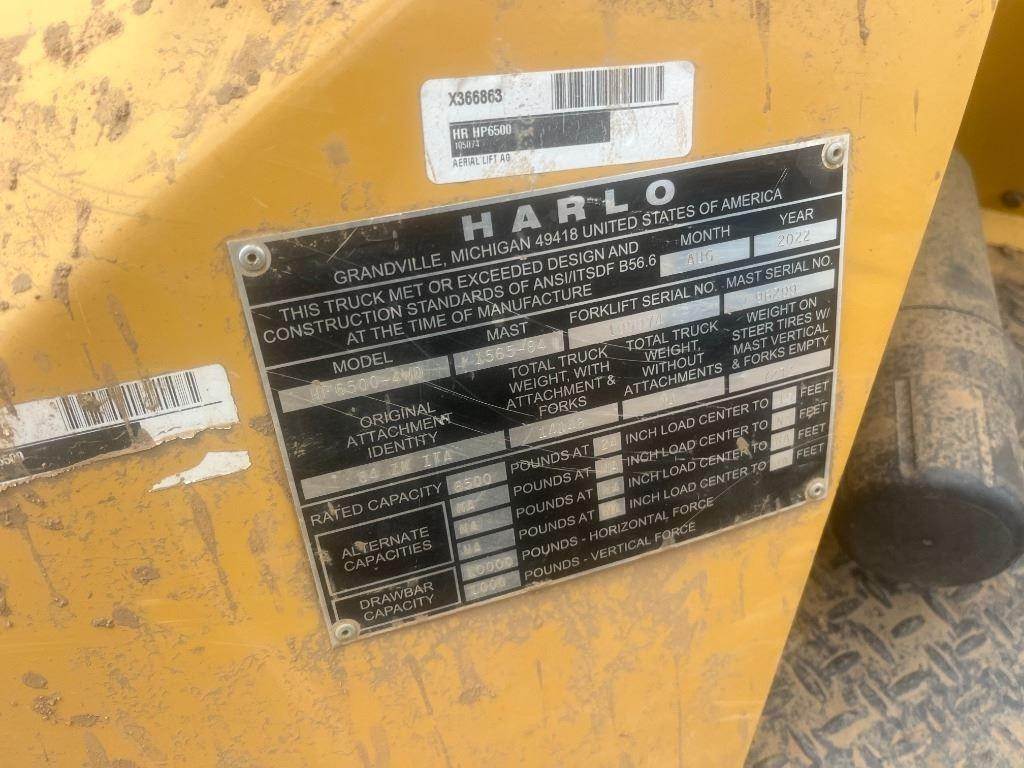 X366863
HR HP6500
105074
AERIAL LIFT AO
HARLO
GRANDVILLE, MICHIGAN 49418 UNITED STATES OF AMERICA
THIS TRUCK MET OR EXCEEDED DESIGN AND
CONSTRUCTION STANDARDS OF ANSI/ITSDF B56.6
AT THE TIME OF MANUFACTURE
MONTH
AUG
YEAR
2022
MODEL
HP6500-4WD
MAST
FORKLIFT SERIAL NO.
MAST SERIAL NO.
ORIGINAL
ATTACHMENT
IDENTITY
64 IN ITA
TOTAL TRUCK
WEIGHT, WITH
ATTACHMENT &
FORKS
TOTAL TRUCK
WEIGHT,
WITHOUT
ATTACHMENTS
WEIGHT ON
STEER TIRES W/
MAST VERTICAL
& FORKS EMPTY
RATED CAPACITY 6500 POUNDS AT 24 INCH LOAD CENTER TO FEET
ALTERNATE
CAPACITIES
NA POUNDS AT NA INCH LOAD CENTER TO FEET
NA POUNDS AT NA INCH LOAD CENTER TO FEET
NA POUNDS AT INCH LOAD CENTER TO FEET
DRAWBAR
CAPACITY
POUNDS - HORIZONTAL FORCE
1000 POUNDS - VERTICAL FORCE